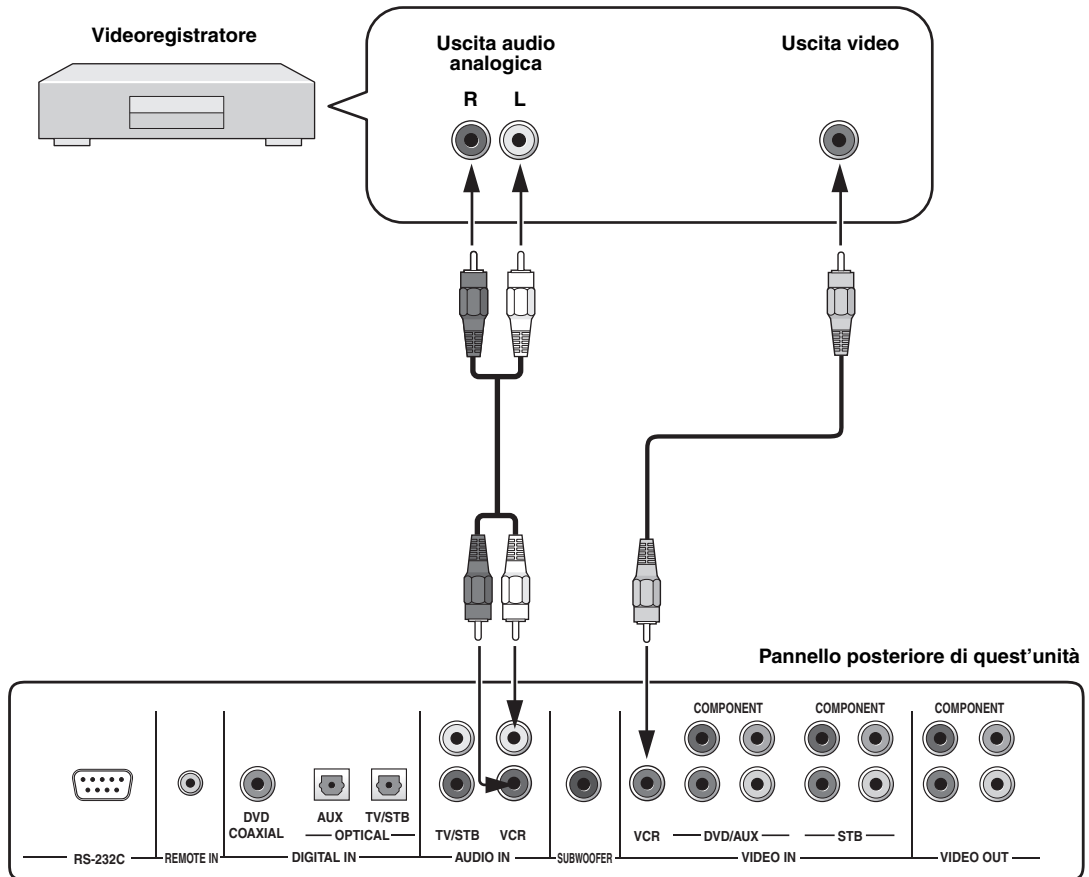 Videoregistratore
Uscita audio
analogica
Uscita video
R L
Pannello posteriore di quest'unità
COMPONENT COMPONENT COMPONENT
DVD
COAXIAL
AUX TV/STB
OPTICAL
TV/STB VCR
VCR DVD/AUX STB
RS-232C REMOTE IN DIGITAL IN AUDIO IN SUBWOOFER VIDEO IN VIDEO OUT